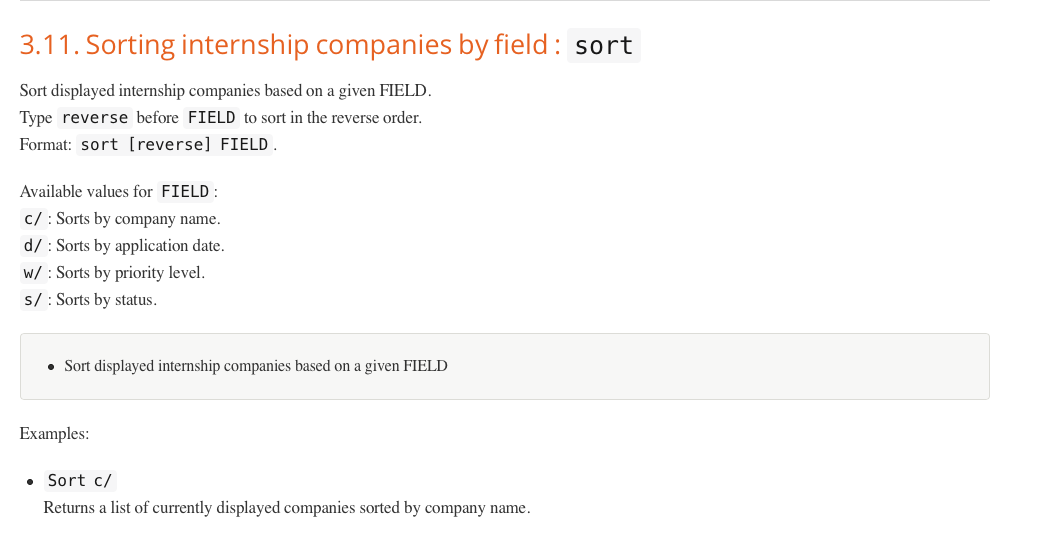 3.11. Sorting internship companies by field : sort
Sort displayed internship companies based on a given FIELD.
Type reverse before FIELD to sort in the reverse order.
Format: sort [reverse] FIELD .
Available values for FIELD :
c/ : Sorts by company name.
d/ : Sorts by application date.
w/ : Sorts by priority level.
s/ : Sorts by status.
• Sort displayed internship companies based on a given FIELD
Examples:
• Sort c/
Returns a list of currently displayed companies sorted by company name.